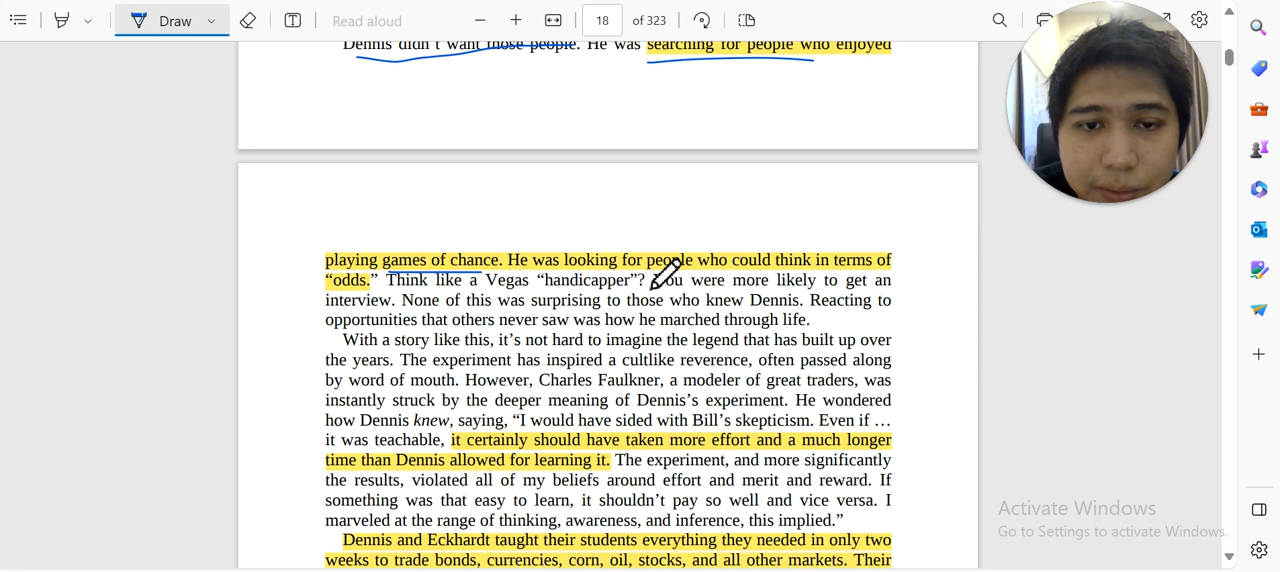 Draw
Read aloud
18
of 323
Dennis didn't want those people. He was searching for people who enjoyed
playing games of chance. He was looking for people who could think in terms of
“odds.” Think like a Vegas “handicapper”? You were more likely to get an
interview. None of this was surprising to those who knew Dennis. Reacting to
opportunities that others never saw was how he marched through life.
With a story like this, it’s not hard to imagine the legend that has built up over
the years. The experiment has inspired a cultlike reverence, often passed along
by word of mouth. However, Charles Faulkner, a modeler of great traders, was
instantly struck by the deeper meaning of Dennis’s experiment. He wondered
how Dennis knew, saying, “I would have sided with Bill’s skepticism. Even if …
it was teachable, it certainly should have taken more effort and a much longer
time than Dennis allowed for learning it. The experiment, and more significantly
the results, violated all of my beliefs around effort and merit and reward. If
something was that easy to learn, it shouldn’t pay so well and vice versa. I
marveled at the range of thinking, awareness, and inference, this implied.”
Dennis and Eckhardt taught their students everything they needed in only two
weeks to trade bonds, currencies, corn, oil, stocks, and all other markets. Their
Activate Windows
Go to Settings to activate Windows.